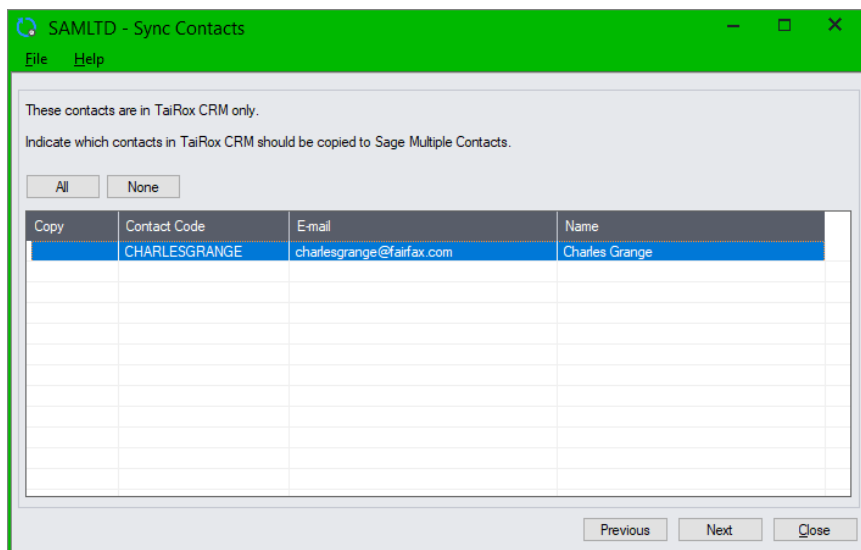 SAMLTD - Sync Contacts
File Help
These contacts are in TaiRox CRM only.
Indicate which contacts in TaiRox CRM should be copied to Sage Multiple Contacts.
All None
Copy Contact Code E-mail Name
CHARLESGRANGE charlesgrange@fairfax.com Charles Grange
Previous Next Close